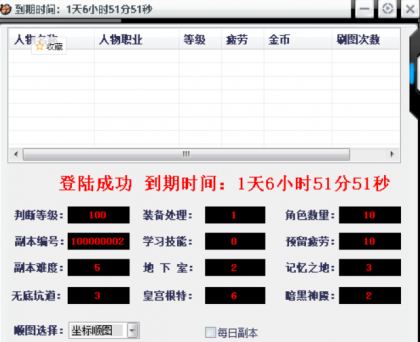 到期时间：1天6小时51分51秒
人物 人物职业 等级 疲劳 金币 刷图次数
收藏
登陆成功 到期时间：1天6小时51分51秒
判断等级： 100 装备处理： 1 角色数量： 10
副本编号： 100000002 学习技能： 0 预留疲劳： 10
副本难度： 5 地下室： 2 记忆之地： 3
无底坑道： 3 皇宫根特： 6 暗黑神殿： 2
顺图选择： 坐标顺图 每日副本